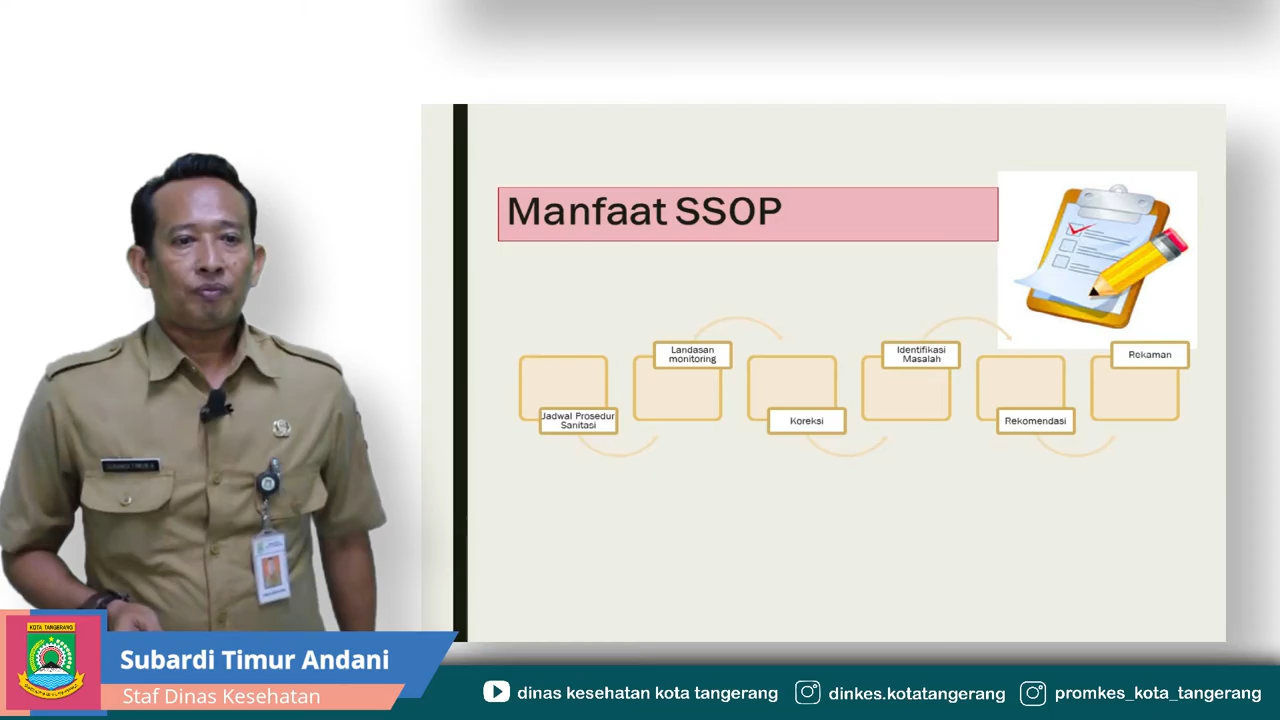 Manfaat SSOP
Landasan
monitoring
Identifikasi
Masalah
Rekaman
Jadwal Prosedur
Sanitasi
Koreksi
Rekomendasi
KOTA TANGERANG
Subardi Timur Andani
Staf Dinas Kesehatan
dinas kesehatan kota tangerang
dinkes.kotatangerang
promkes_kota_tangerang